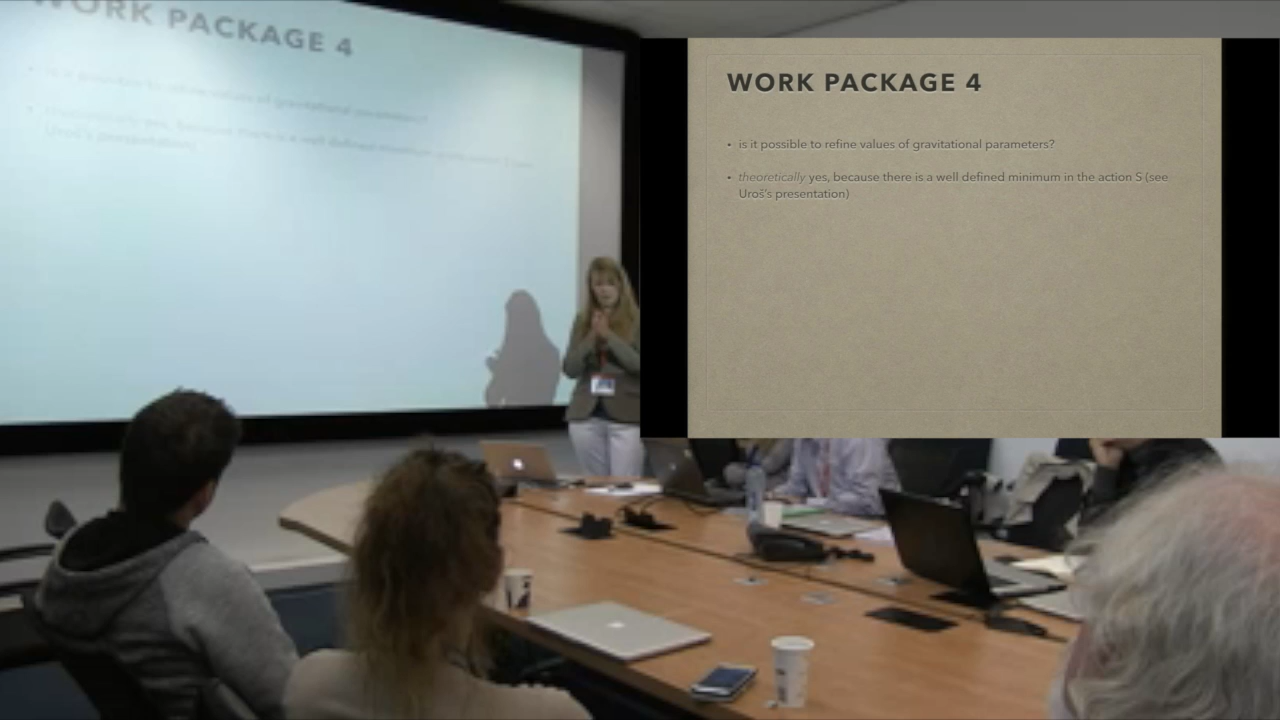 WORK PACKAGE 4
WORK PACKAGE 4
• is it possible to refine values of gravitational parameters?
• theoretically yes, because there is a well defined minimum in the action S (see
Uroš's presentation)